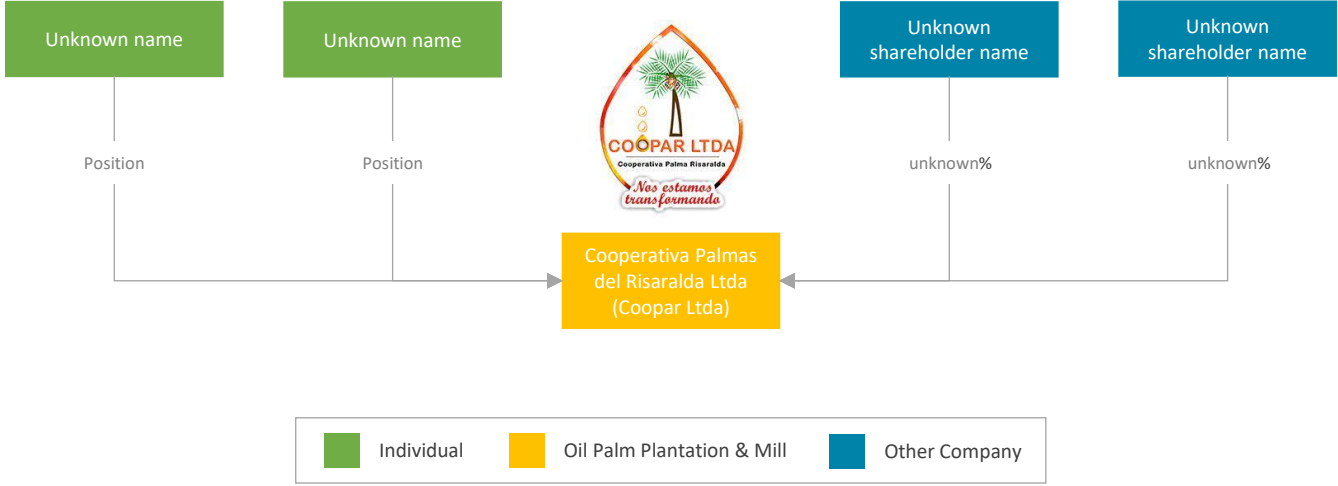 Unknown name
Unknown name
Unknown
shareholder name
Unknown
shareholder name
COOPAR LTDA
Cooperativa Palma Risaralda
Nos estamos
transformando
Position
Position
unknown%
unknown%
Cooperativa Palmas
del Risaralda Ltda
(Coopar Ltda)
Individual
Oil Palm Plantation & Mill
Other Company